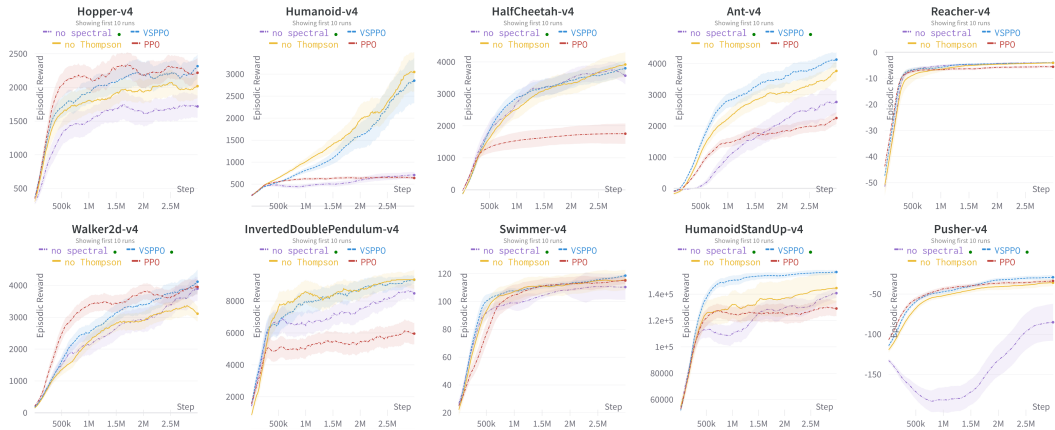 Hopper-v4
Showing first 10 runs
no spectral VSPPO
no Thompson PPO
Episodic Reward
2500
2000
1500
1000
500
Step
500k 1M 1.5M 2M 2.5M
Humanoid-v4
Showing first 10 runs
no spectral VSPPO
no Thompson PPO
Episodic Reward
3000
2500
2000
1500
1000
500
Step
500k 1M 1.5M 2M 2.5M
HalfCheetah-v4
Showing first 10 runs
no spectral VSPPO
no Thompson PPO
Episodic Reward
4000
2000
0
Step
500k 1M 1.5M 2M 2.5M
Ant-v4
Showing first 10 runs
no spectral VSPPO
no Thompson PPO
Episodic Reward
4000
3000
2000
1000
0
Step
500k 1M 1.5M 2M 2.5M
Reacher-v4
Showing first 10 runs
no spectral VSPPO
no Thompson PPO
Episodic Reward
0
-10
-20
-30
-40
-50
Step
500k 1M 1.5M 2M 2.5M
Walker2d-v4
Showing first 10 runs
no spectral VSPPO
no Thompson PPO
Episodic Reward
4000
3000
2000
1000
0
Step
500k 1M 1.5M 2M 2.5M
InvertedDoublePendulum-v4
Showing first 10 runs
no spectral VSPPO
no Thompson PPO
Episodic Reward
8000
6000
4000
2000
Step
500k 1M 1.5M 2M 2.5M
Swimmer-v4
Showing first 10 runs
no spectral VSPPO
no Thompson PPO
Episodic Reward
120
100
80
60
40
20
Step
500k 1M 1.5M 2M 2.5M
HumanoidStandUp-v4
Showing first 10 runs
no spectral VSPPO
no Thompson PPO
Episodic Reward
1.4e+5
1.2e+5
1e+5
80000
60000
Step
500k 1M 1.5M 2M 2.5M
Pusher-v4
Showing first 10 runs
no spectral VSPPO
no Thompson PPO
Episodic Reward
-50
-100
-150
Step
500k 1M 1.5M 2M 2.5M